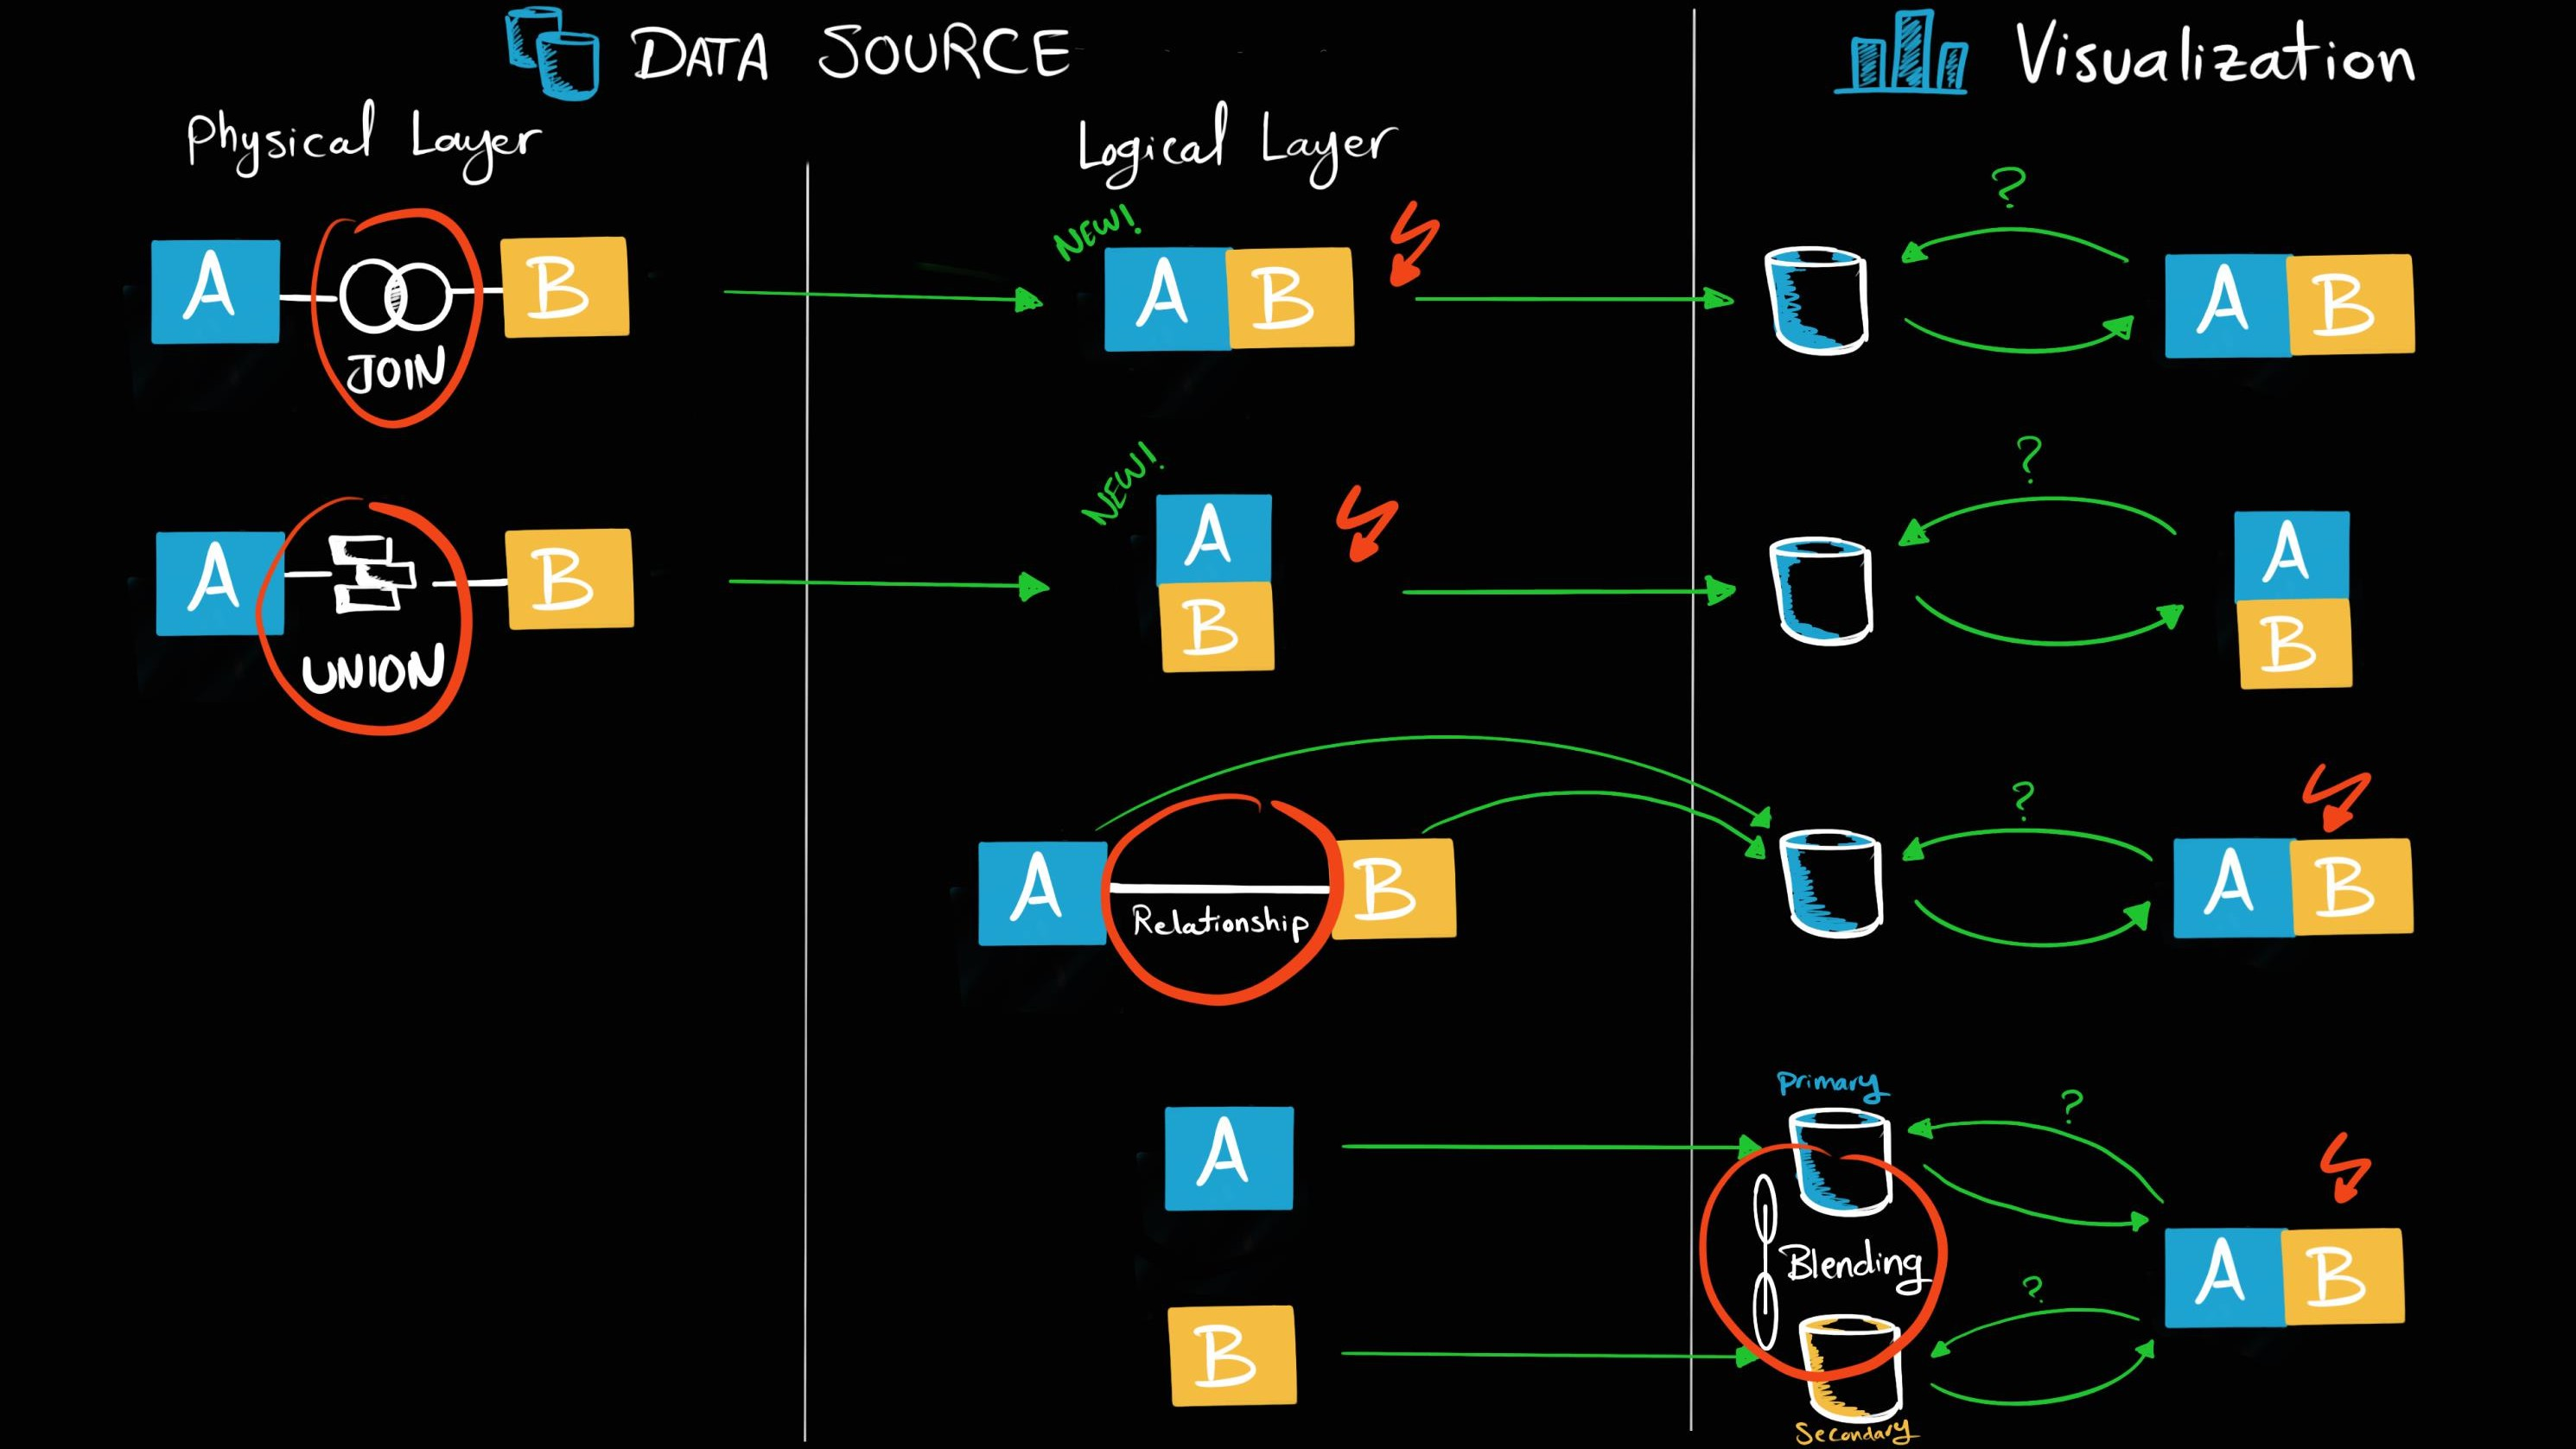 DATA SOURCE
Visualization
Physical Layer
Logical Layer
A
JOIN
B
NEW!
A B
?
A B
A
UNION
B
NEW!
A
B
?
A
B
A
Relationship
B
?
A B
A
B
Primary
Blending
Secondary
?
?
A B